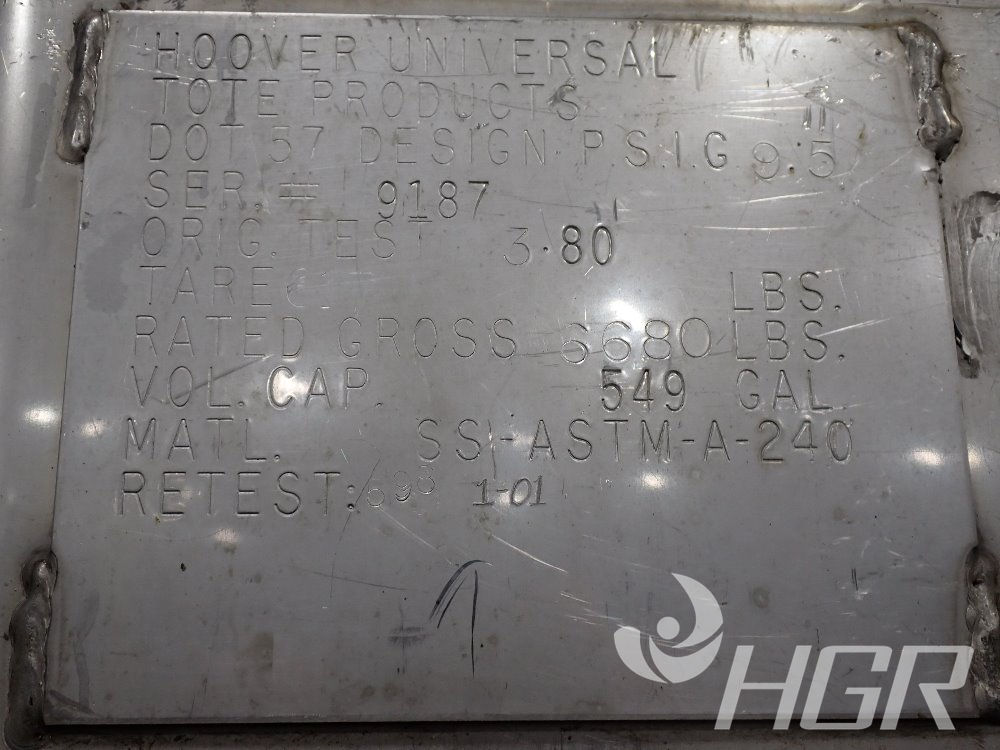 HOOVER UNIVERSAL
TOTE PRODUCTS
DOT 57 DESIGN P.S.I.G 9.5
SER. = 9187
ORIG. TEST 3·80
TARE LBS.
RATED GROSS 6680 LBS.
VOL. CAP. 549 GAL.
MATL. SS-ASTM-A-240
RETEST: 1-01
HGR